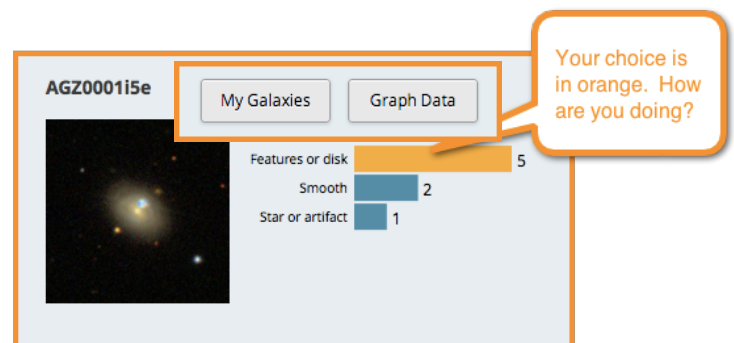 Your choice is
in orange. How
are you doing?
AGZ0001i5e
My Galaxies
Graph Data
Features or disk 5
Smooth 2
Star or artifact 1